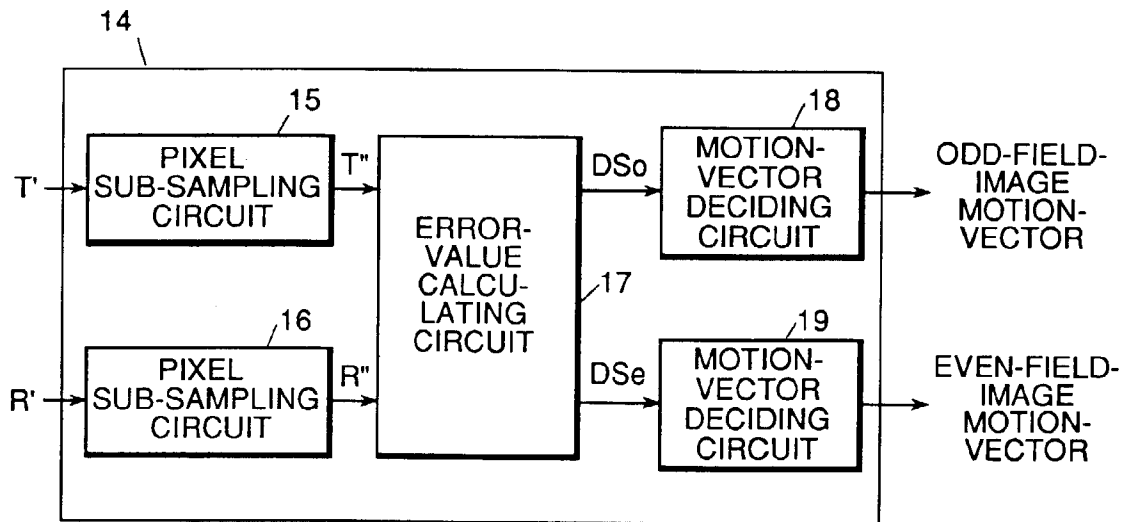 14
15
PIXEL
SUB-SAMPLING
CIRCUIT
T'
T"
16
PIXEL
SUB-SAMPLING
CIRCUIT
R'
R"
ERROR-
VALUE
CALCU-
LATING
CIRCUIT
17
DSo
DSe
18
MOTION-
VECTOR
DECIDING
CIRCUIT
19
MOTION-
VECTOR
DECIDING
CIRCUIT
ODD-FIELD-
IMAGE
MOTION-
VECTOR
EVEN-FIELD-
IMAGE
MOTION-
VECTOR